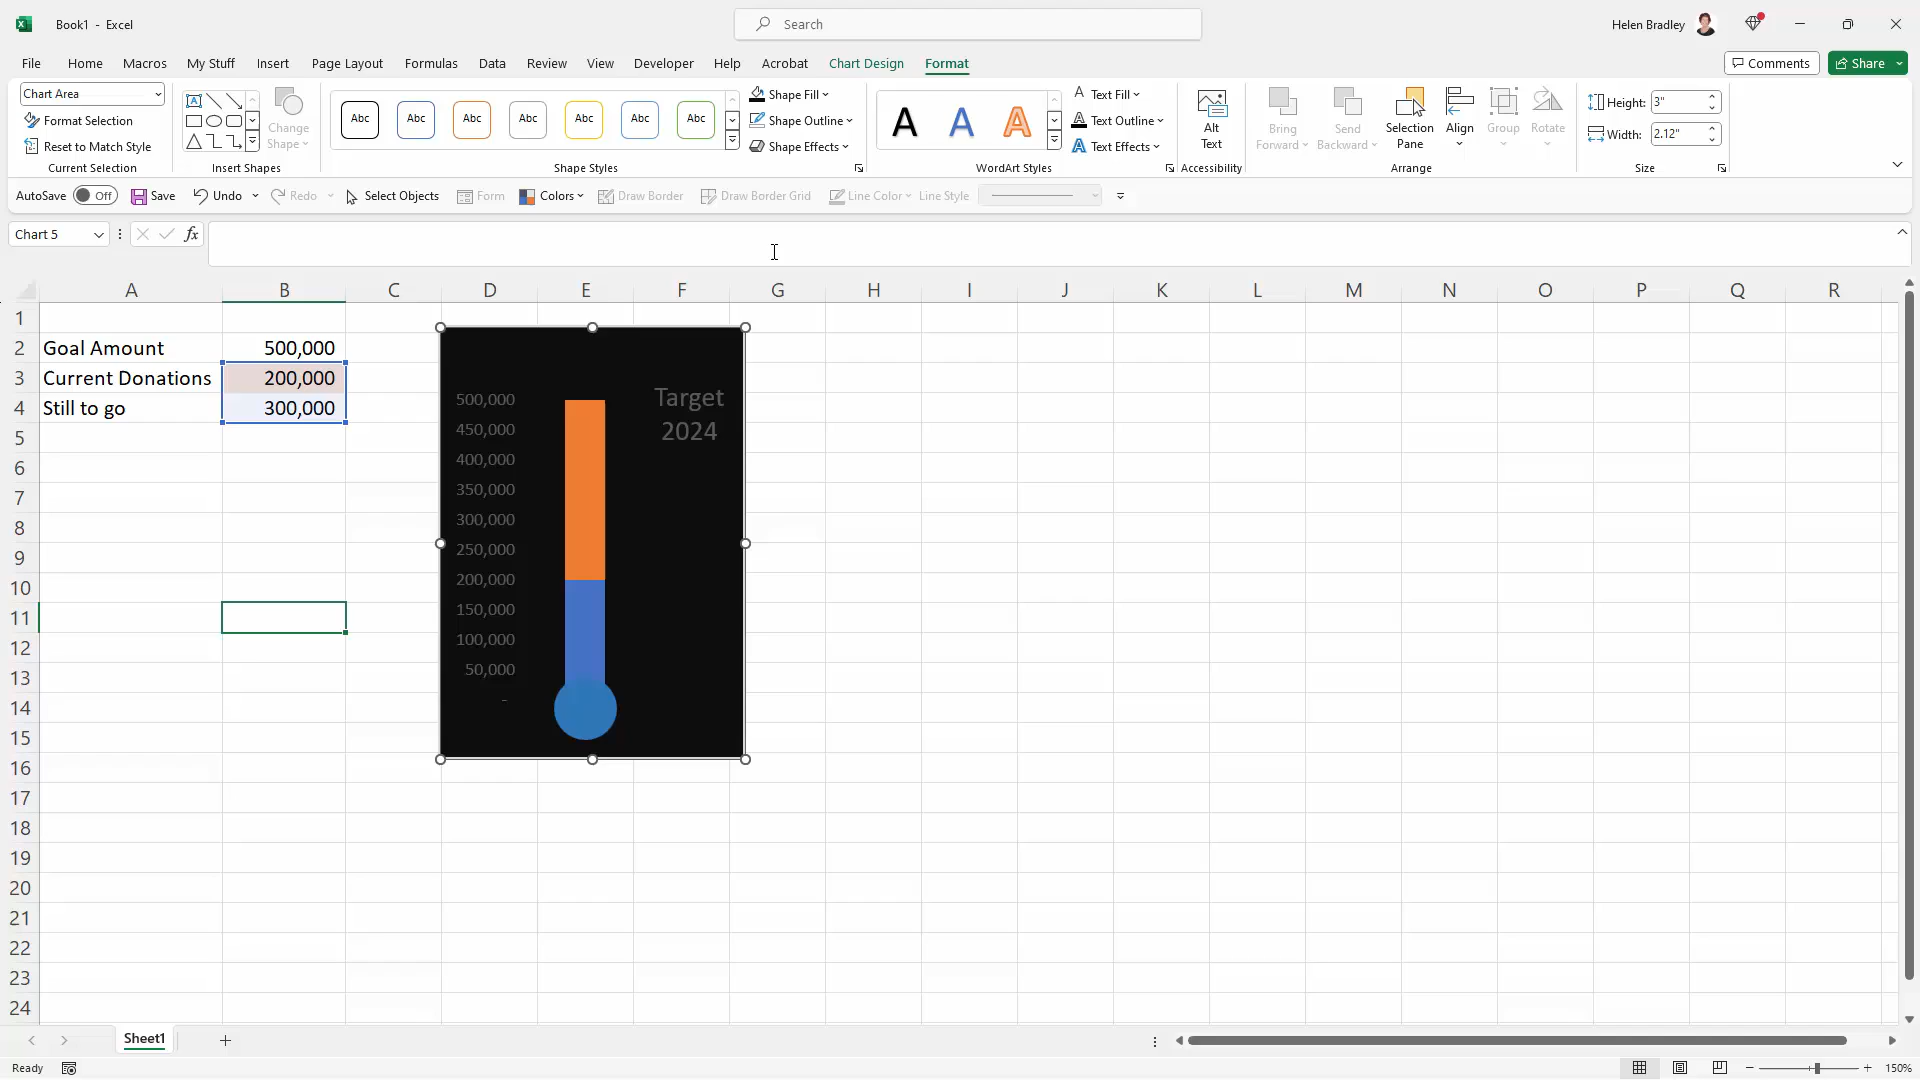 Book1 - Excel
Search
Helen Bradley
File Home Macros My Stuff Insert Page Layout Formulas Data Review View Developer Help Acrobat Chart Design Format
Comments Share
Chart Area
Format Selection
Reset to Match Style
Current Selection
Change
Shape
Insert Shapes
Abc Abc Abc Abc Abc Abc Abc
Shape Fill
Shape Outline
Shape Effects
Shape Styles
A A A
Text Fill
Text Outline
Text Effects
WordArt Styles
Alt
Text
Accessibility
Bring
Forward
Send
Backward
Selection
Pane
Align
Group
Rotate
Arrange
Height: 3"
Width: 2.12"
Size
AutoSave Off Save Undo Redo Select Objects Form Colors Draw Border Draw Border Grid Line Color Line Style
Chart 5
fx
A B C D E F G H I J K L M N O P Q R
1
2 Goal Amount 500,000
3 Current Donations 200,000
4 Still to go 300,000
5
6
7
8
9
10
11
12
13
14
15
16
17
18
19
20
21
22
23
24
Target
2024
500,000
450,000
400,000
350,000
300,000
250,000
200,000
150,000
100,000
50,000
-
Sheet1
Ready
150%